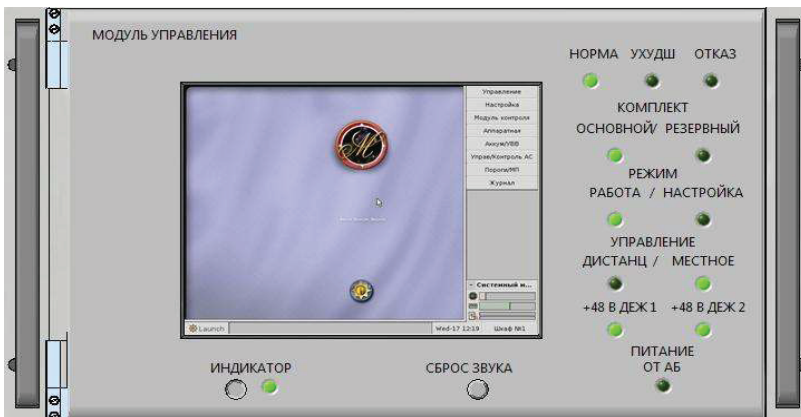 МОДУЛЬ УПРАВЛЕНИЯ
НОРМА УХУДШ ОТКАЗ
КОМПЛЕКТ
ОСНОВНОЙ/ РЕЗЕРВНЫЙ
РЕЖИМ
РАБОТА / НАСТРОЙКА
УПРАВЛЕНИЕ
ДИСТАНЦ / МЕСТНОЕ
+48 В ДЕЖ 1 +48 В ДЕЖ 2
ПИТАНИЕ
ОТ АБ
Управление
Настройка
Модуль контроля
Аппаратная
Аккум/УВВ
Управ/Контроль АС
Пороги/МП
Журнал
Системный и...
Launch
Wed-17 12:19
Шкаф №1
ИНДИКАТОР
СБРОС ЗВУКА